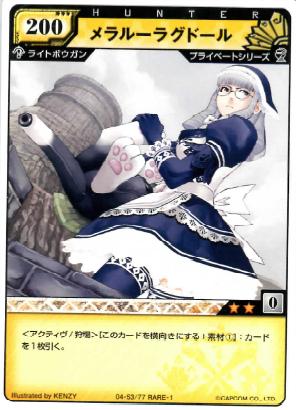 HUNTER
200
メラルーラグドール
ライトボウガン
プライベートシリーズ
0
<アクティヴ/狩場>[このカードを横向きにする|素材①]:カード
を1枚引く。
Illustrated by KENZY
04-53/77 RARE-1
©CAPCOM CO., LTD.